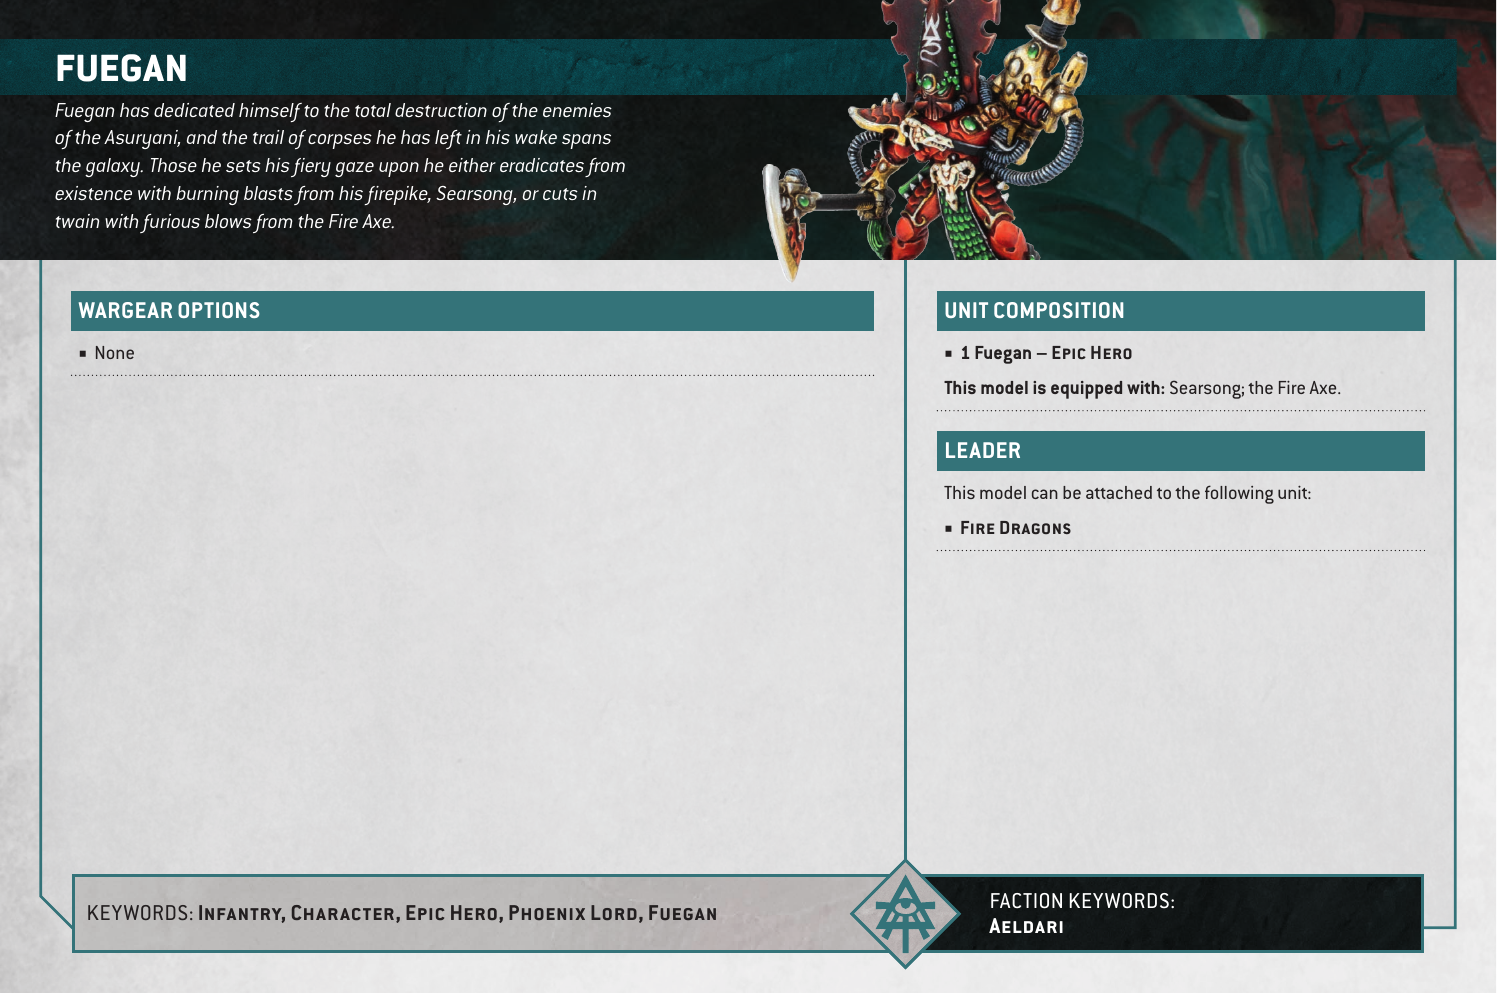 FUEGAN
Fuegan has dedicated himself to the total destruction of the enemies
of the Asuryani, and the trail of corpses he has left in his wake spans
the galaxy. Those he sets his fiery gaze upon he either eradicates from
existence with burning blasts from his firepike, Searsong, or cuts in
twain with furious blows from the Fire Axe.
WARGEAR OPTIONS
▪ None
UNIT COMPOSITION
▪ 1 Fuegan – Epic Hero
This model is equipped with: Searsong; the Fire Axe.
LEADER
This model can be attached to the following unit:
▪ Fire Dragons
KEYWORDS: Infantry, Character, Epic Hero, Phoenix Lord, Fuegan
FACTION KEYWORDS:
Aeldari